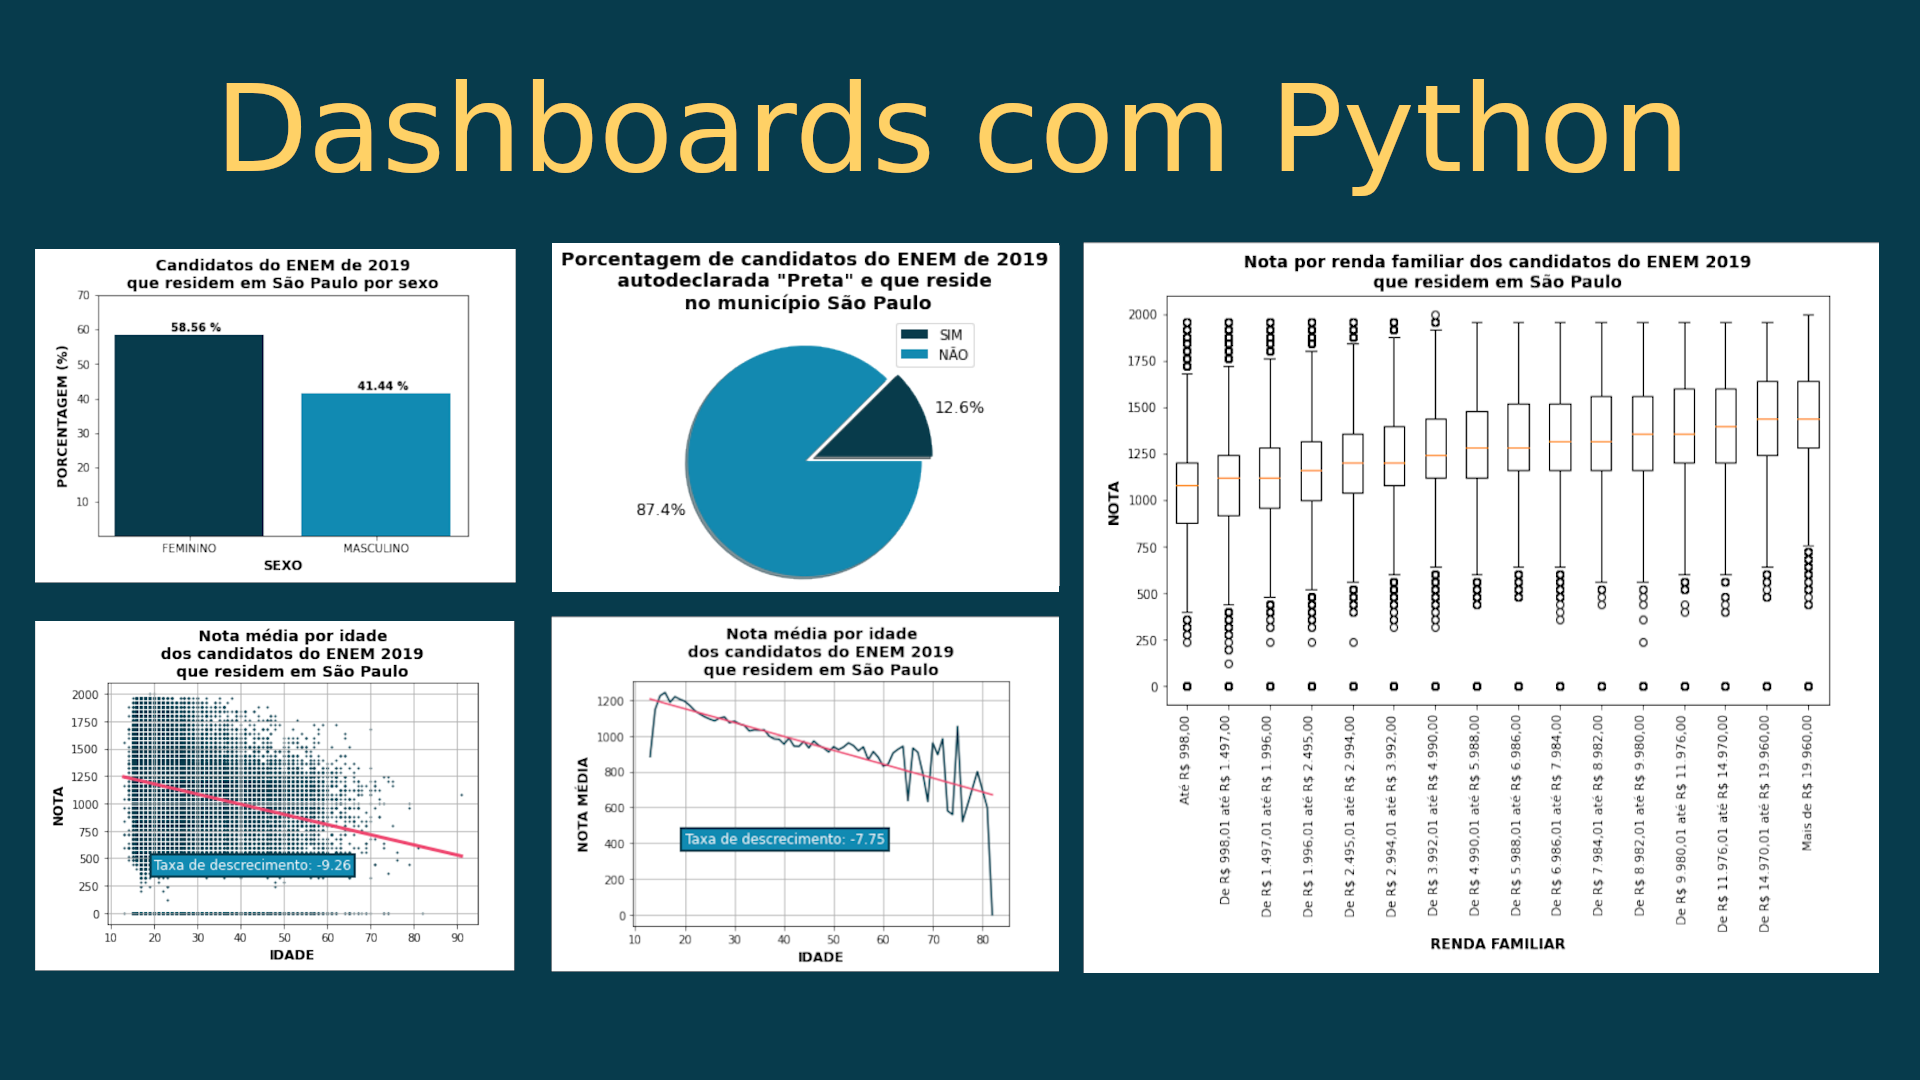 Dashboards com Python
Candidatos do ENEM de 2019
que residem em São Paulo por sexo
70
60
50
40
30
20
10
PORCENTAGEM (%)
58.56 %
41.44 %
FEMININO
MASCULINO
SEXO
Porcentagem de candidatos do ENEM de 2019
autodeclarada "Preta" e que reside
no município São Paulo
SIM
NÃO
12.6%
87.4%
Nota por renda familiar dos candidatos do ENEM 2019
que residem em São Paulo
2000
1750
1500
1250
1000
750
500
250
0
NOTA
Até R$ 998,00
De R$ 998,01 até R$ 1.497,00
De R$ 1.497,01 até R$ 1.996,00
De R$ 1.996,01 até R$ 2.495,00
De R$ 2.495,01 até R$ 2.994,00
De R$ 2.994,01 até R$ 3.992,00
De R$ 3.992,01 até R$ 4.990,00
De R$ 4.990,01 até R$ 5.988,00
De R$ 5.988,01 até R$ 6.986,00
De R$ 6.986,01 até R$ 7.984,00
De R$ 7.984,01 até R$ 8.982,00
De R$ 8.982,01 até R$ 9.980,00
De R$ 9.980,01 até R$ 11.976,00
De R$ 11.976,01 até R$ 14.970,00
De R$ 14.970,01 até R$ 19.960,00
Mais de R$ 19.960,00
RENDA FAMILIAR
Nota média por idade
dos candidatos do ENEM 2019
que residem em São Paulo
2000
1750
1500
1250
1000
750
500
250
0
NOTA
Taxa de descrecimento: -9.26
10 20 30 40 50 60 70 80 90
IDADE
Nota média por idade
dos candidatos do ENEM 2019
que residem em São Paulo
1200
1000
800
600
400
200
0
NOTA MÉDIA
Taxa de descrecimento: -7.75
10 20 30 40 50 60 70 80
IDADE